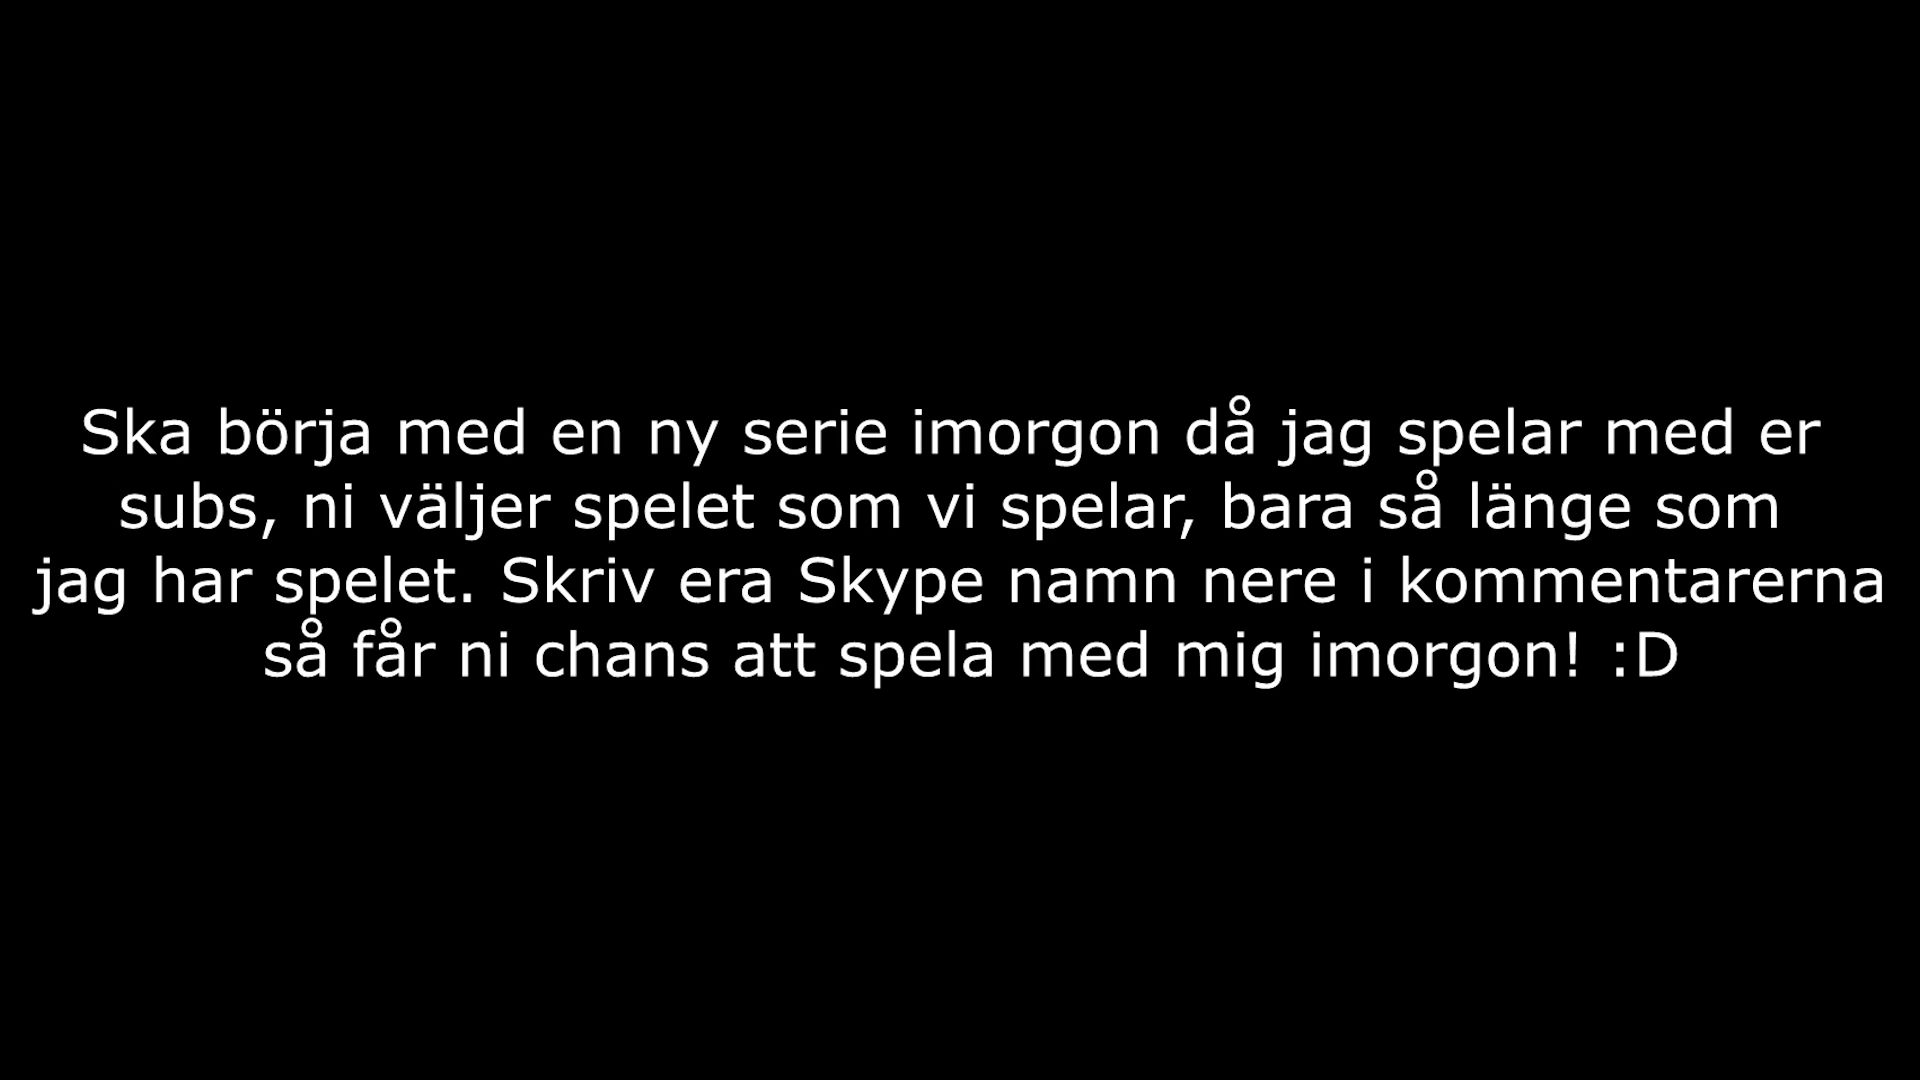 Ska börja med en ny serie imorgon då jag spelar med er
subs, ni väljer spelet som vi spelar, bara så länge som
jag har spelet. Skriv era Skype namn nere i kommentarerna
så får ni chans att spela med mig imorgon! :D